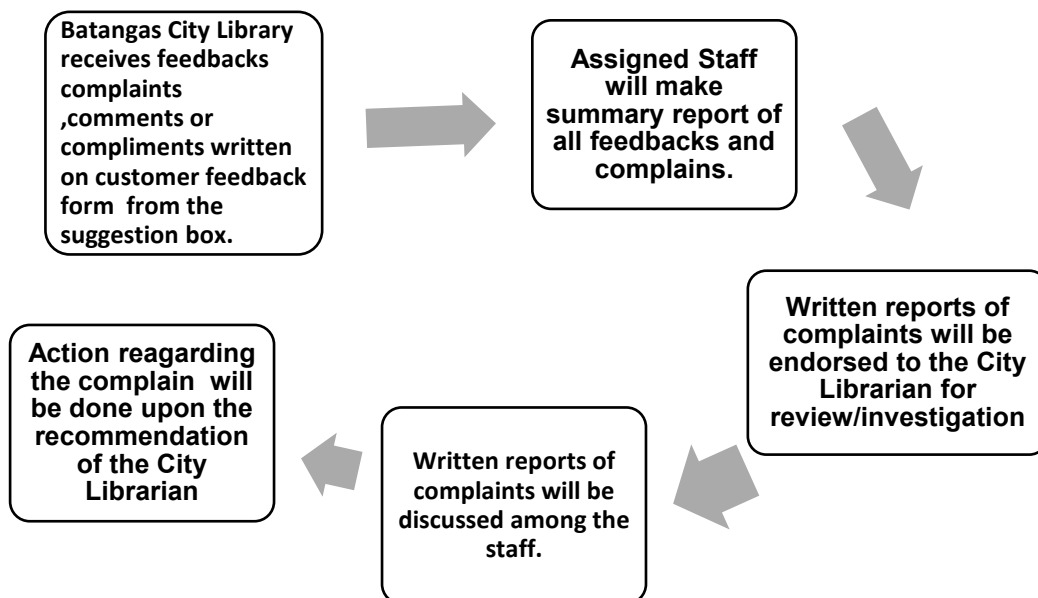 Batangas City Library
receives feedbacks
complaints
,comments or
compliments written
on customer feedback
form from the
suggestion box.
Assigned Staff
will make
summary report of
all feedbacks and
complains.
Written reports of
complaints will be
endorsed to the City
Librarian for
review/investigation
Written reports of
complaints will be
discussed among the
staff.
Action reagarding
the complain will
be done upon the
recommendation
of the City
Librarian